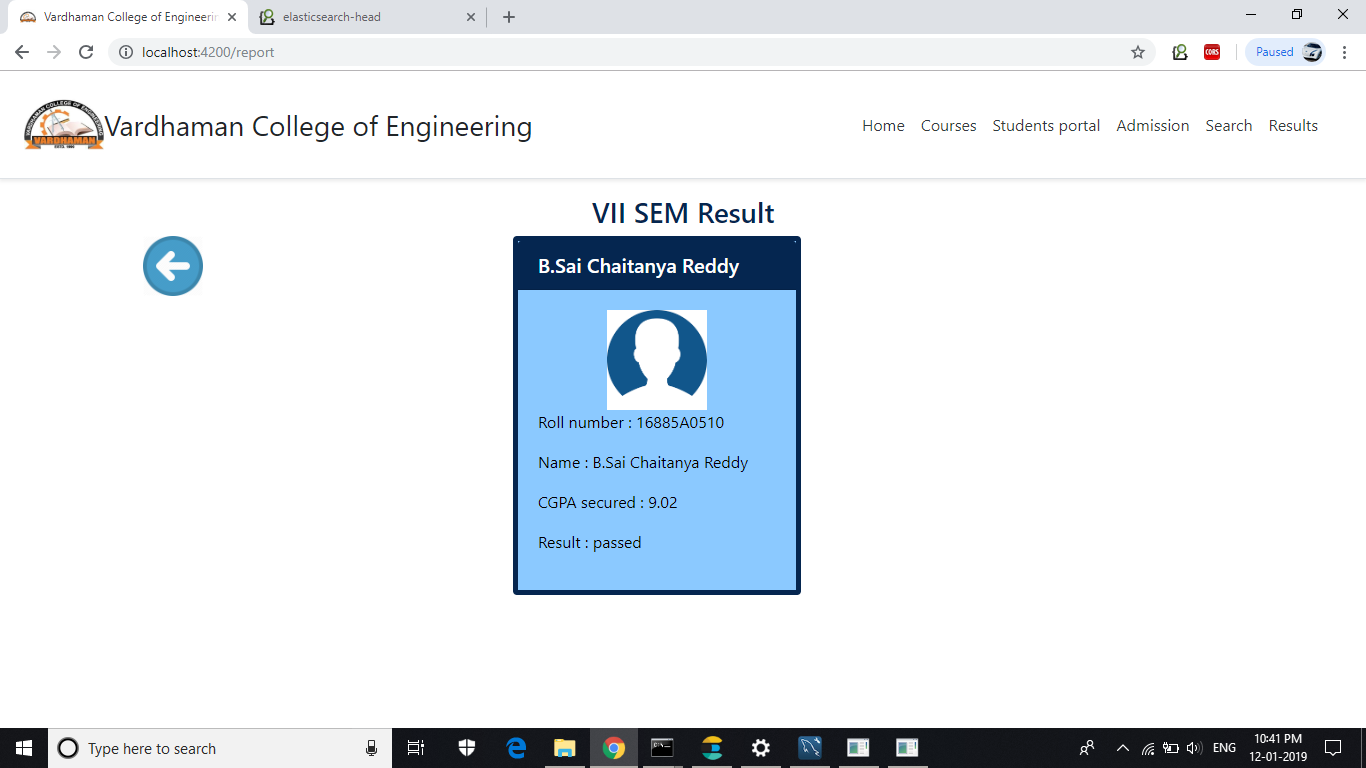 Vardhaman College of Engineerin
elasticsearch-head
localhost:4200/report
CORS
Paused
VARDHAMAN COLLEGE OF ENGINEERING
VARDHAMAN
Vardhaman College of Engineering
Home Courses Students portal Admission Search Results
VII SEM Result
B.Sai Chaitanya Reddy
Roll number : 16885A0510
Name : B.Sai Chaitanya Reddy
CGPA secured : 9.02
Result : passed
Type here to search
ENG
10:41 PM
12-01-2019